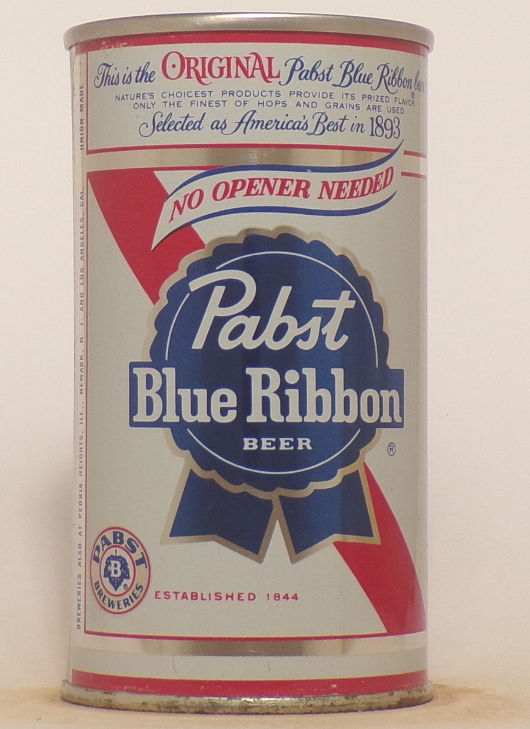 This is the ORIGINAL Pabst Blue Ribbon beer
NATURE'S CHOICEST PRODUCTS PROVIDE ITS PRIZED FLAVOR
ONLY THE FINEST OF HOPS AND GRAINS ARE USED
Selected as America's Best in 1893
NO OPENER NEEDED
Pabst
Blue Ribbon
BEER
®
PABST
B
BREWERIES
ESTABLISHED 1844
BREWERIES ALSO AT PEORIA HEIGHTS, ILL., NEWARK, N. J. AND LOS ANGELES, CAL. UNION MADE